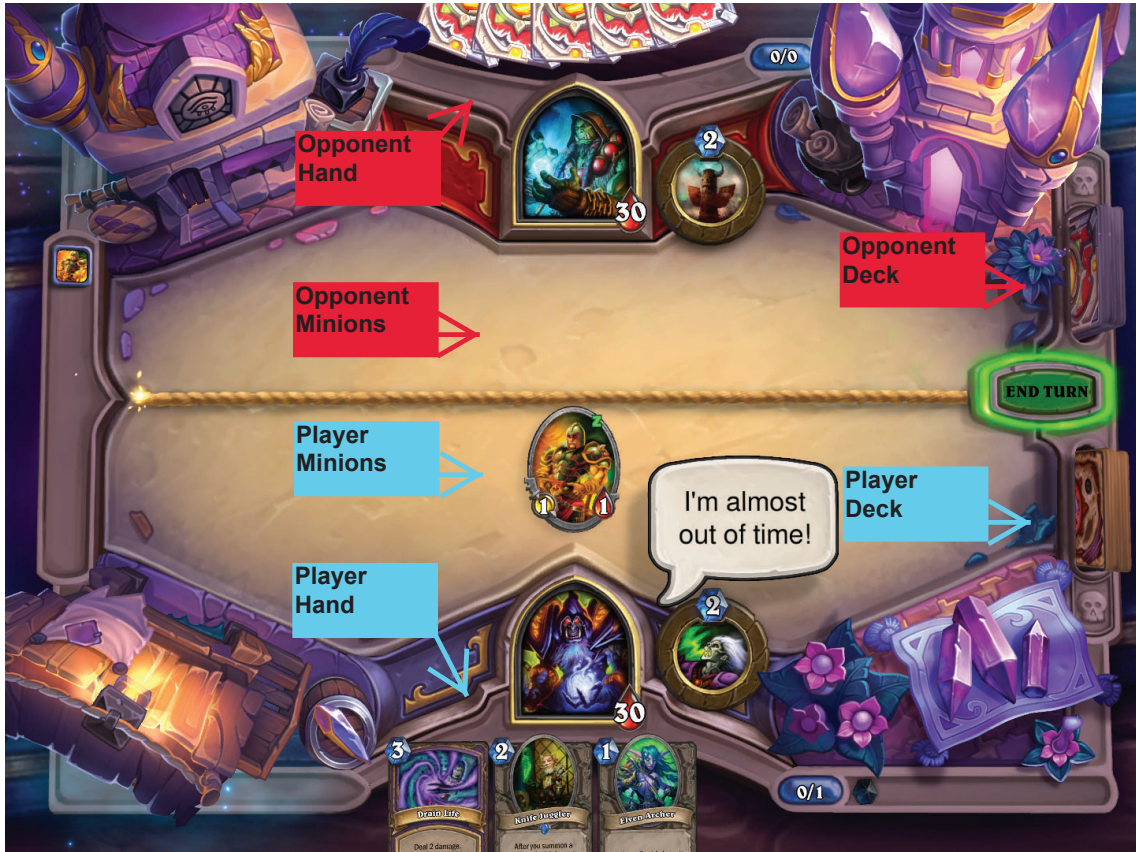 0/0
Opponent
Hand
2
30
Opponent
Deck
Opponent
Minions
END TURN
Player
Minions
z
1
1
I'm almost
out of time!
Player
Deck
Player
Hand
2
30
3
2
1
Drain Life
Knife Juggler
Elven Archer
Deal 2 damage.
After you summon a
0/1